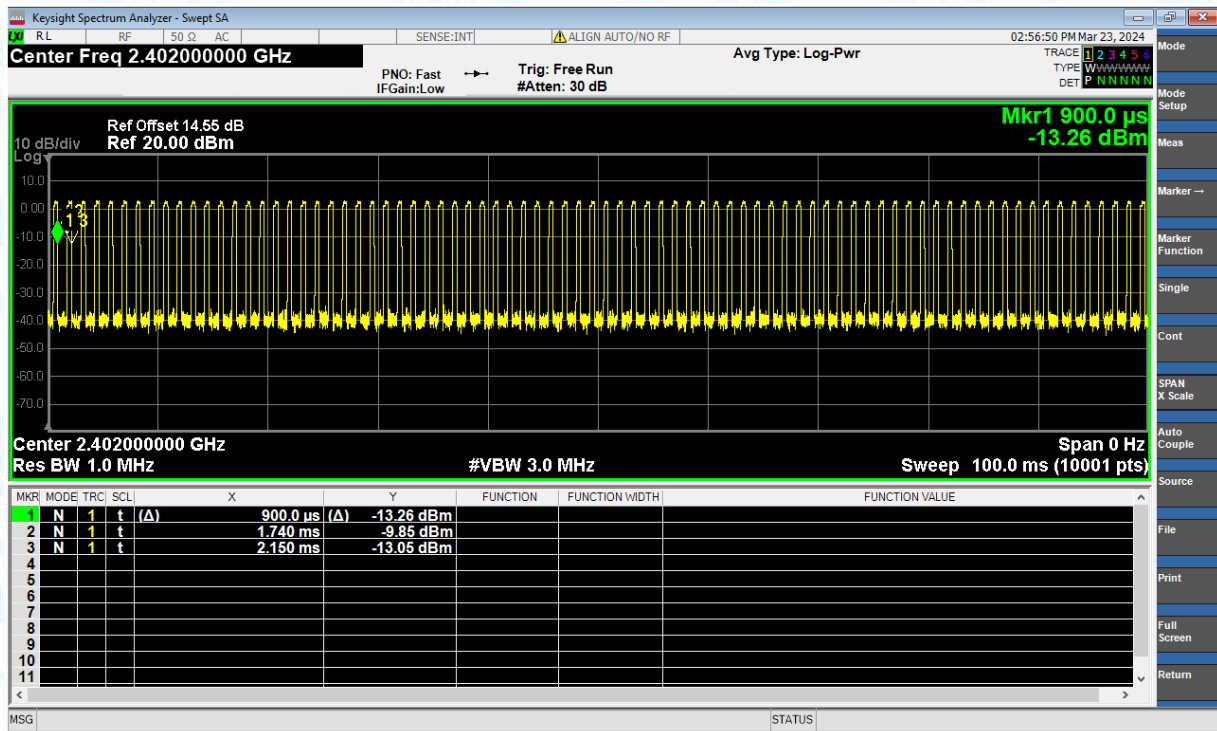 Keysight Spectrum Analyzer - Swept SA
LXI RL RF 50 Ω AC SENSE:INT ALIGN AUTO/NO RF 02:56:50 PM Mar 23, 2024
Center Freq 2.402000000 GHz
PNO: Fast
IFGain:Low
Trig: Free Run
#Atten: 30 dB
Avg Type: Log-Pwr
TRACE 1 2 3 4 5 6
TYPE WWWWWW
DET P N N N N N
Mkr1 900.0 µs
-13.26 dBm
Ref Offset 14.55 dB
10 dB/div Ref 20.00 dBm
Log
10.0
0.00
-10.0
-20.0
-30.0
-40.0
-50.0
-60.0
-70.0
1 2 3
Center 2.402000000 GHz Span 0 Hz
Res BW 1.0 MHz #VBW 3.0 MHz Sweep 100.0 ms (10001 pts)
MKR MODE TRC SCL X Y FUNCTION FUNCTION WIDTH FUNCTION VALUE
1 N 1 t (Δ) 900.0 µs (Δ) -13.26 dBm
2 N 1 t 1.740 ms -9.85 dBm
3 N 1 t 2.150 ms -13.05 dBm
4
5
6
7
8
9
10
11
MSG STATUS
Mode
Mode
Setup
Meas
Marker →
Marker
Function
Single
Cont
SPAN
X Scale
Auto
Couple
Source
File
Print
Full
Screen
Return